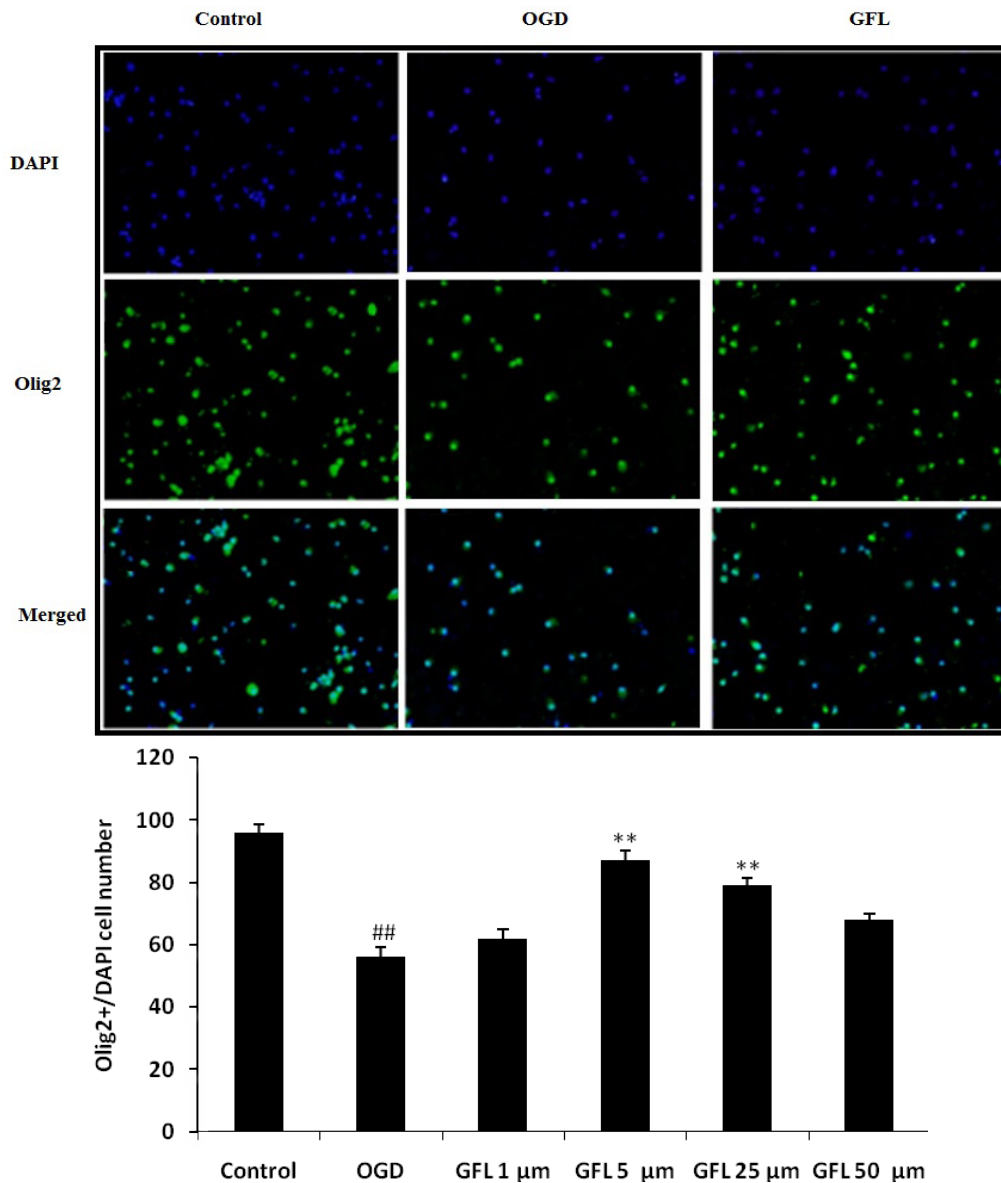 Control OGD GFL
DAPI
Olig2
Merged
Olig2+/DAPI cell number
120
100
80
60
40
20
0
##
**
**
Control OGD GFL 1 µm GFL 5 µm GFL 25 µm GFL 50 µm